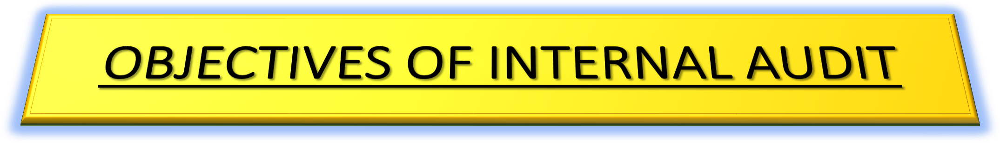 OBJECTIVES OF INTERNAL AUDIT